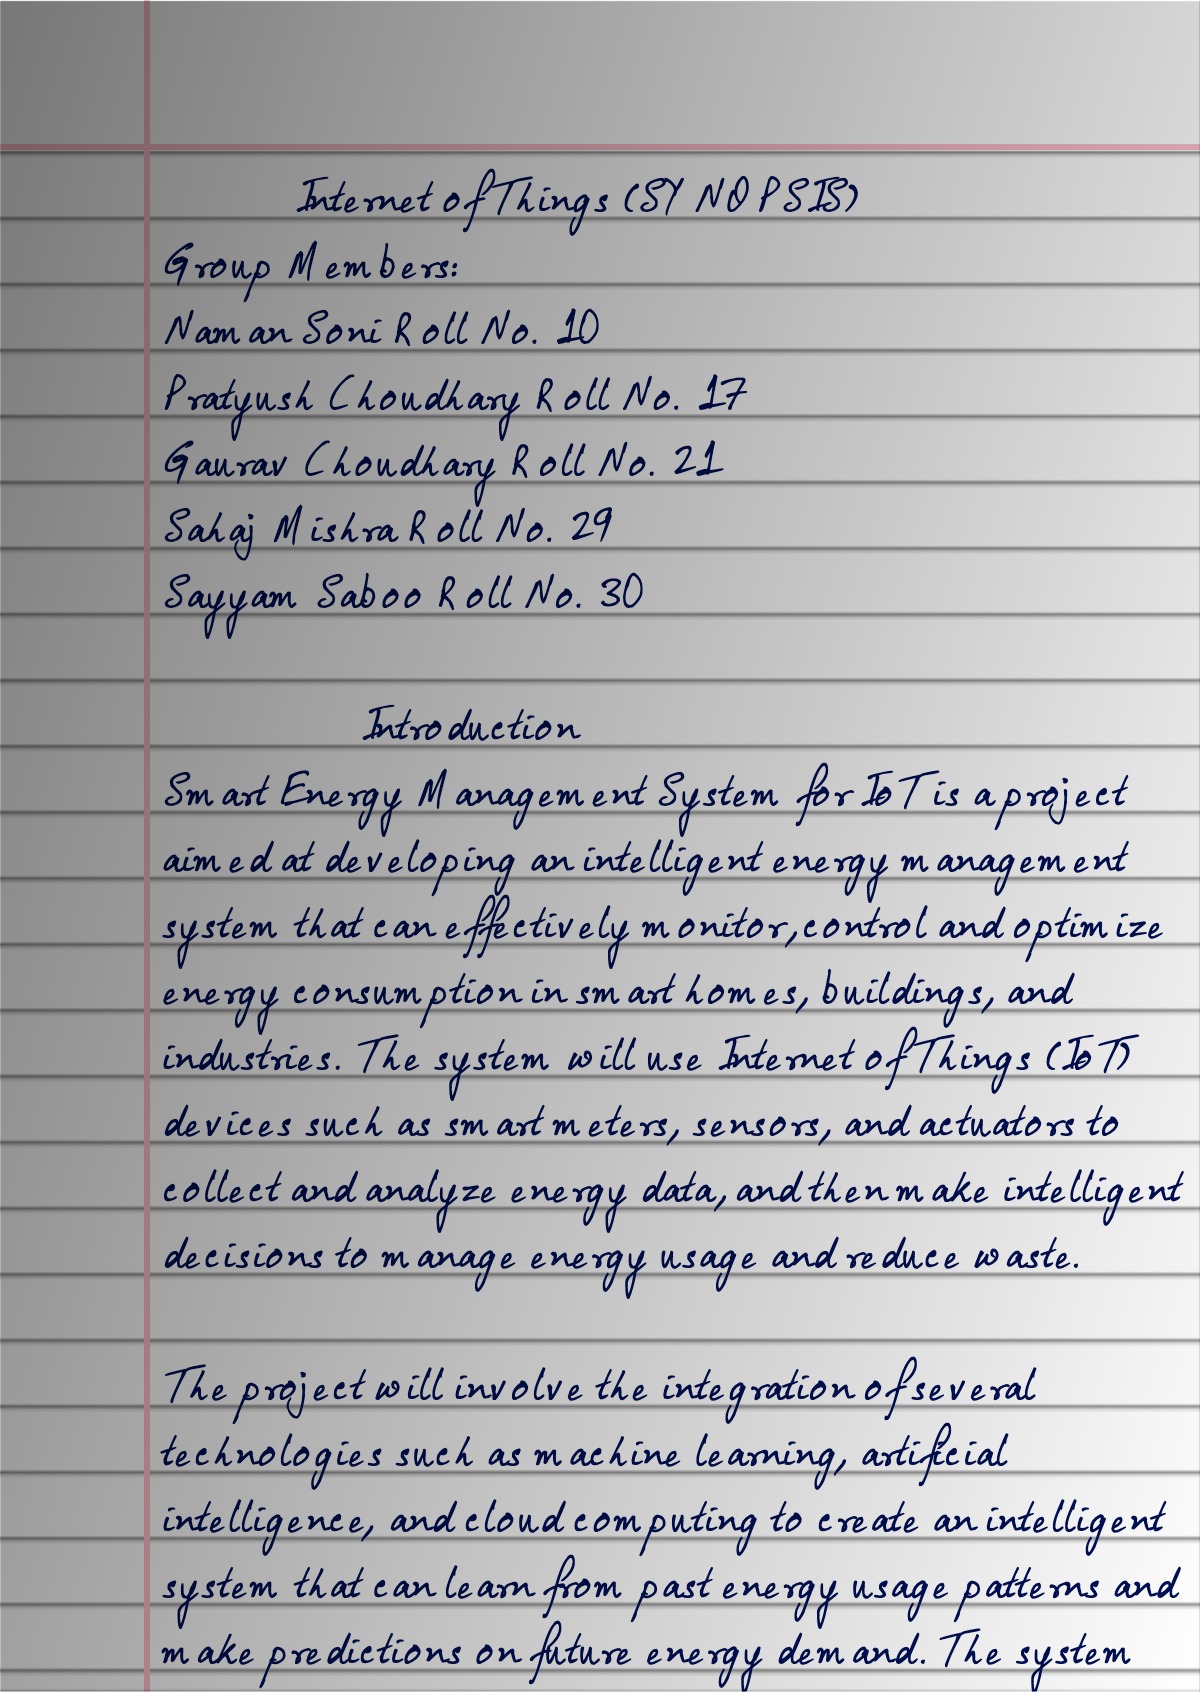 Internet of Things (SYNOPSIS)
Group Members:
Naman Soni Roll No. 10
Pratyush Choudhary Roll No. 17
Gaurav Choudhary Roll No. 21
Sahaj Mishra Roll No. 29
Sayyam Saboo Roll No. 30
Introduction
Smart Energy Management System for IoT is a project
aimed at developing an intelligent energy management
system that can effectively monitor, control and optimize
energy consumption in smart homes, buildings, and
industries. The system will use Internet of Things (IoT)
devices such as smart meters, sensors, and actuators to
collect and analyze energy data, and then make intelligent
decisions to manage energy usage and reduce waste.
The project will involve the integration of several
technologies such as machine learning, artificial
intelligence, and cloud computing to create an intelligent
system that can learn from past energy usage patterns and
make predictions on future energy demand. The system